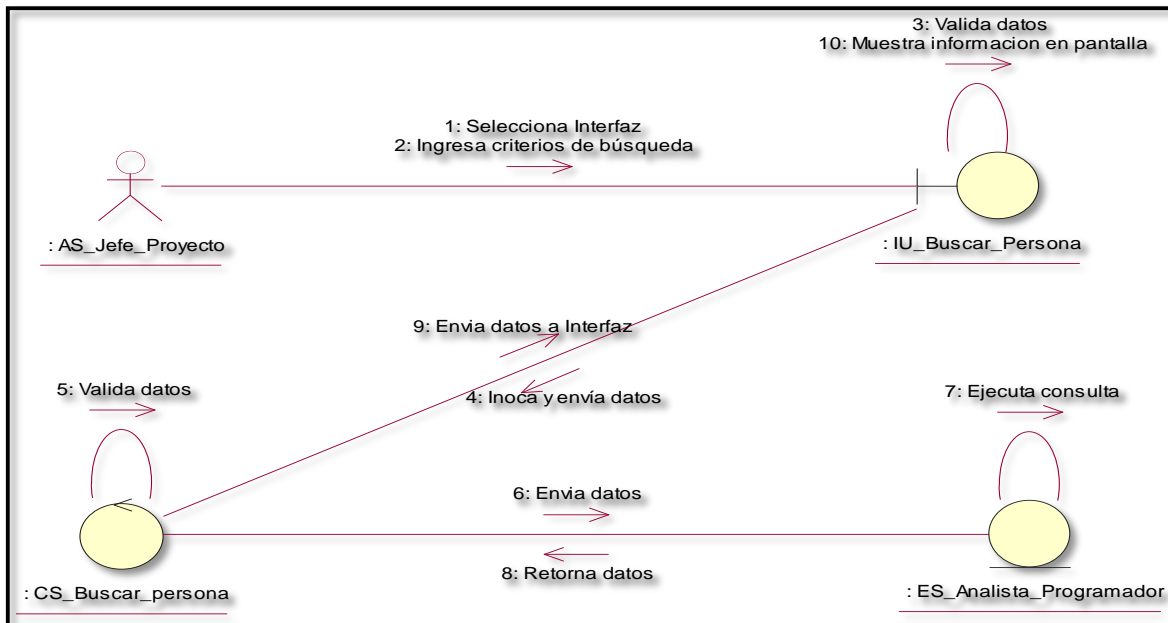 3: Valida datos
10: Muestra informacion en pantalla
1: Selecciona Interfaz
2: Ingresa criterios de búsqueda
: AS_Jefe_Proyecto
: IU_Buscar_Persona
9: Envia datos a Interfaz
5: Valida datos
4: Inoca y envía datos
7: Ejecuta consulta
6: Envia datos
8: Retorna datos
: CS_Buscar_persona
: ES_Analista_Programador